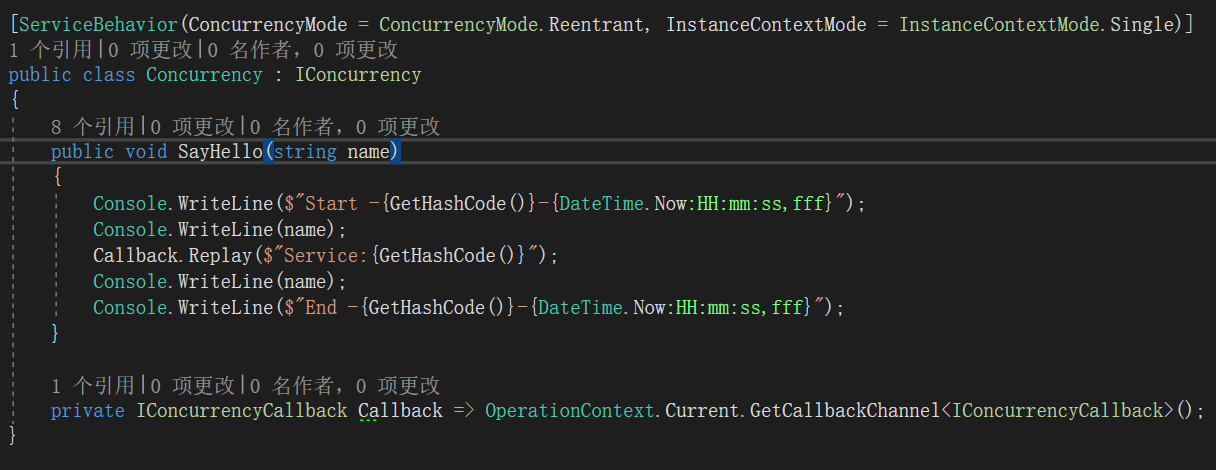 [ServiceBehavior(ConcurrencyMode = ConcurrencyMode.Reentrant, InstanceContextMode = InstanceContextMode.Single)]
1 个引用|0 项更改|0 名作者，0 项更改
public class Concurrency : IConcurrency
{
8 个引用|0 项更改|0 名作者，0 项更改
public void SayHello(string name)
{
Console.WriteLine($"Start -{GetHashCode()}-{DateTime.Now:HH:mm:ss,fff}");
Console.WriteLine(name);
Callback.Replay($"Service:{GetHashCode()}");
Console.WriteLine(name);
Console.WriteLine($"End -{GetHashCode()}-{DateTime.Now:HH:mm:ss,fff}");
}
1 个引用|0 项更改|0 名作者，0 项更改
private IConcurrencyCallback Callback => OperationContext.Current.GetCallbackChannel<IConcurrencyCallback>();
}